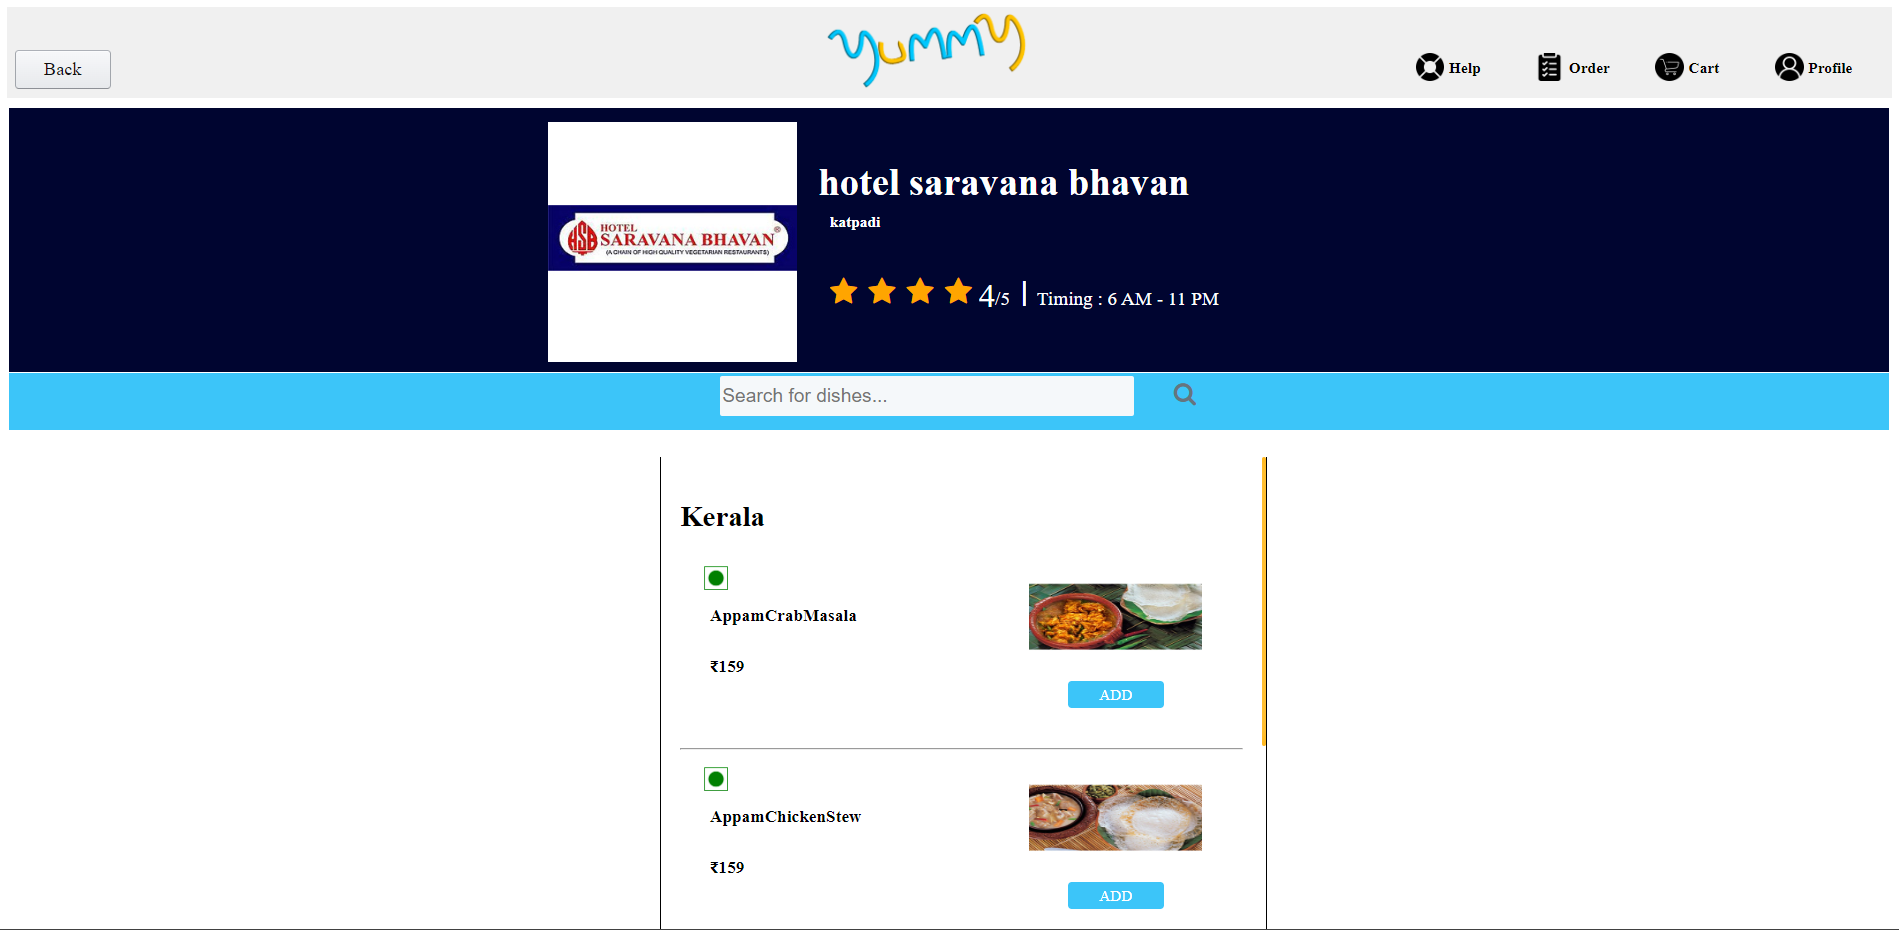 yummy
Back
Help
Order
Cart
Profile
HSB
HOTEL
SARAVANA BHAVAN®
(A CHAIN OF HIGH QUALITY VEGETARIAN RESTAURANTS)
hotel saravana bhavan
katpadi
4/5 | Timing : 6 AM - 11 PM
Search for dishes...
Kerala
AppamCrabMasala
₹159
ADD
AppamChickenStew
₹159
ADD